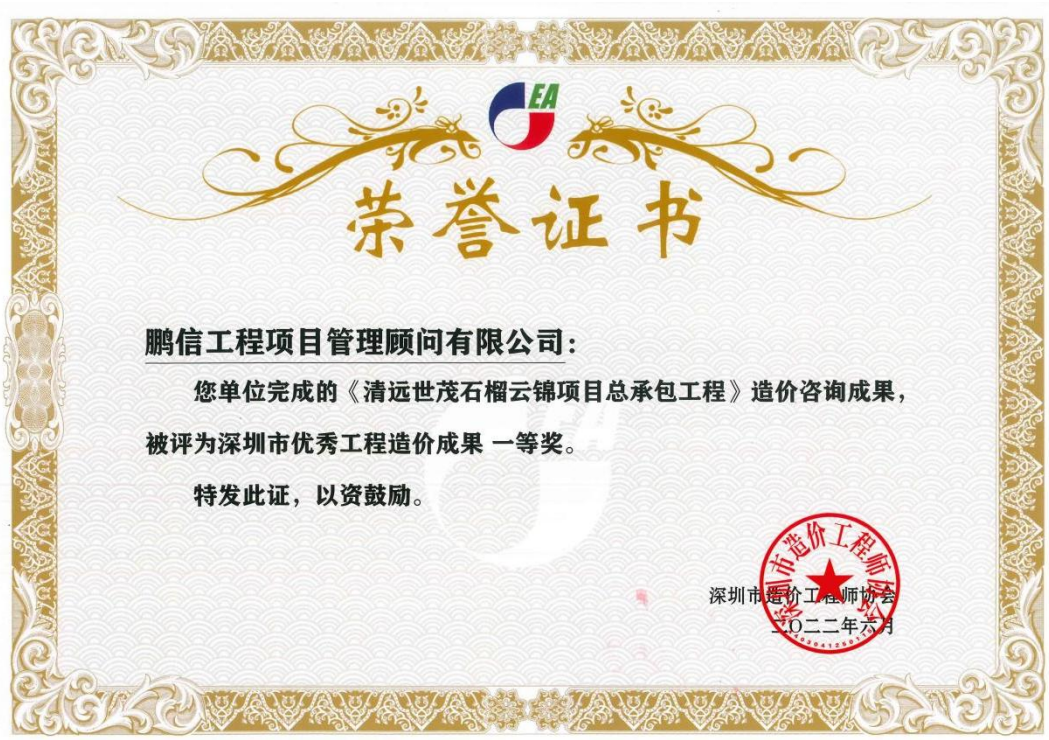 EA
荣誉证书
鹏信工程项目管理顾问有限公司：
您单位完成的《清远世茂石榴云锦项目总承包工程》造价咨询成果，
被评为深圳市优秀工程造价成果 一等奖。
特发此证，以资鼓励。
深圳市造价工程师协会
二〇二二年六月
深圳市造价工程师协会